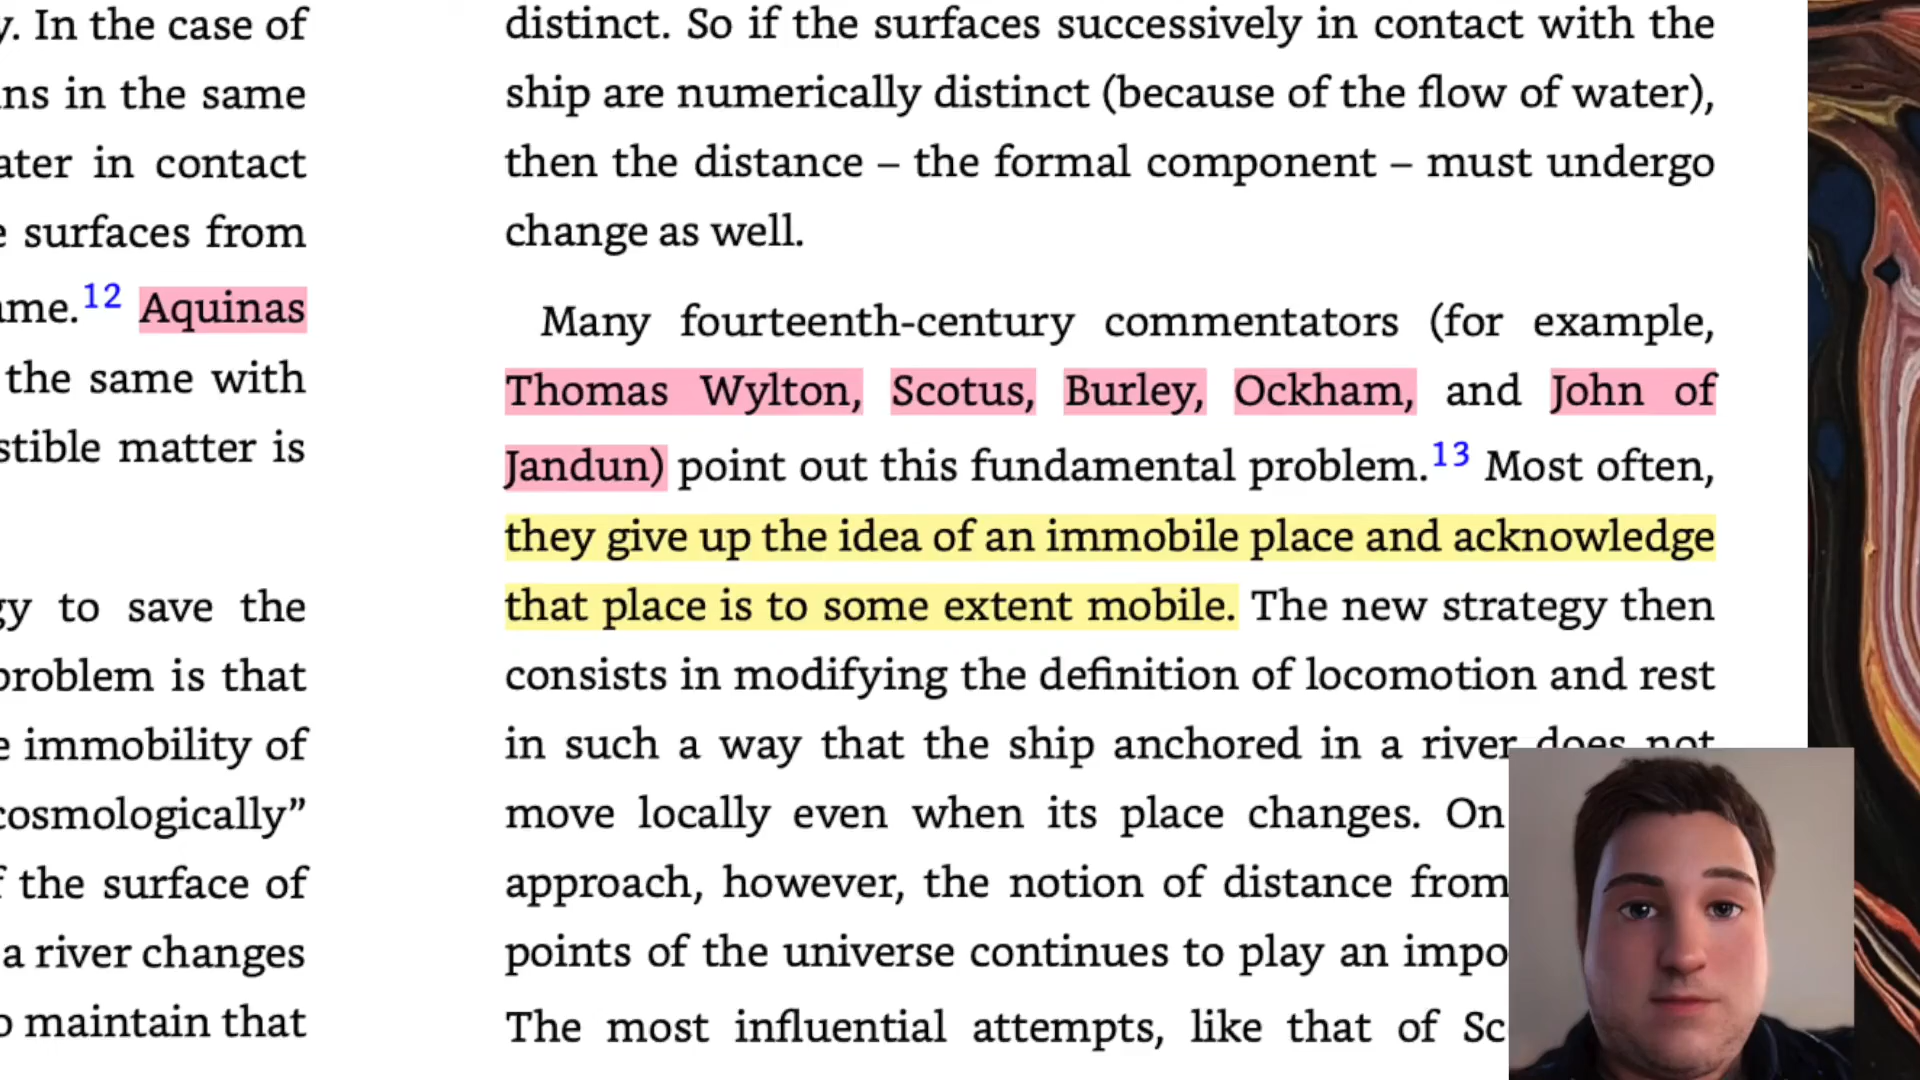 y. In the case of
ns in the same
ater in contact
e surfaces from
ame.12 Aquinas
the same with
stible matter is
gy to save the
problem is that
e immobility of
cosmologically”
f the surface of
a river changes
o maintain that
distinct. So if the surfaces successively in contact with the
ship are numerically distinct (because of the flow of water),
then the distance – the formal component – must undergo
change as well.
Many fourteenth-century commentators (for example,
Thomas Wylton, Scotus, Burley, Ockham, and John of
Jandun) point out this fundamental problem.13 Most often,
they give up the idea of an immobile place and acknowledge
that place is to some extent mobile. The new strategy then
consists in modifying the definition of locomotion and rest
in such a way that the ship anchored in a river does not
move locally even when its place changes. On
approach, however, the notion of distance from
points of the universe continues to play an impo
The most influential attempts, like that of Sc